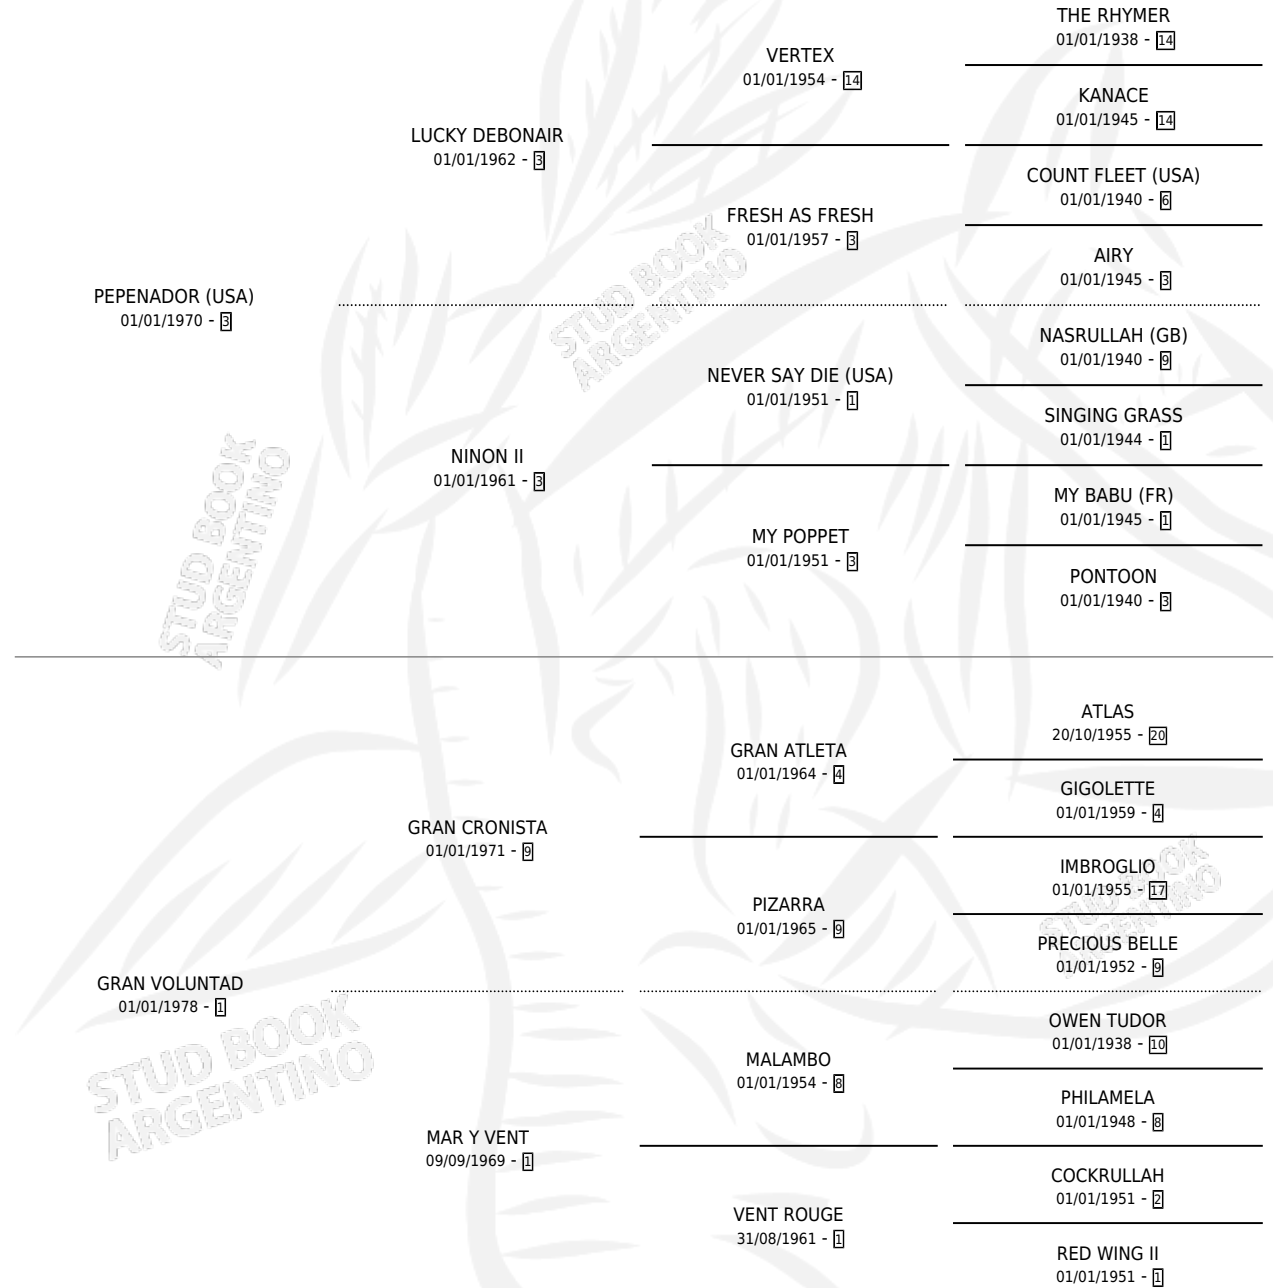 THE RHYMER
01/01/1938 - 14
VERTEX
01/01/1954 - 14
KANACE
01/01/1945 - 14
LUCKY DEBONAIR
01/01/1962 - 3
COUNT FLEET (USA)
01/01/1940 - 6
FRESH AS FRESH
01/01/1957 - 3
AIRY
01/01/1945 - 3
PEPENADOR (USA)
01/01/1970 - 3
NASRULLAH (GB)
01/01/1940 - 9
NEVER SAY DIE (USA)
01/01/1951 - 1
SINGING GRASS
01/01/1944 - 1
NINON II
01/01/1961 - 3
MY BABU (FR)
01/01/1945 - 1
MY POPPET
01/01/1951 - 3
PONTOON
01/01/1940 - 3
ATLAS
20/10/1955 - 20
GRAN ATLETA
01/01/1964 - 4
GIGOLETTE
01/01/1959 - 4
GRAN CRONISTA
01/01/1971 - 9
IMBROGLIO
01/01/1955 - 17
PIZARRA
01/01/1965 - 9
PRECIOUS BELLE
01/01/1952 - 9
GRAN VOLUNTAD
01/01/1978 - 1
OWEN TUDOR
01/01/1938 - 10
MALAMBO
01/01/1954 - 8
PHILAMELA
01/01/1948 - 8
MAR Y VENT
09/09/1969 - 1
COCKRULLAH
01/01/1951 - 2
VENT ROUGE
31/08/1961 - 1
RED WING II
01/01/1951 - 1
STUD BOOK
ARGENTINO
STUD BOOK
ARGENTINO
STUD BOOK
ARGENTINO
STUD BOOK
ARGENTINO